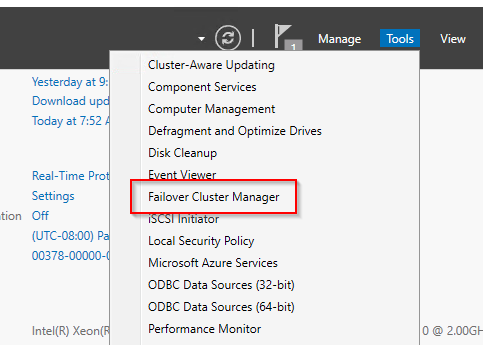 1 Manage Tools View
Cluster-Aware Updating
Yesterday at 9:
Component Services
Download upd
Computer Management
Today at 7:52
Defragment and Optimize Drives
Disk Cleanup
Event Viewer
Real-Time Prot
Failover Cluster Manager
Settings
iSCSI Initiator
tion Off
Local Security Policy
(UTC-08:00) Pa
Microsoft Azure Services
00378-00000-
ODBC Data Sources (32-bit)
ODBC Data Sources (64-bit)
Performance Monitor
Intel(R) Xeon(R
0 @ 2.00GH